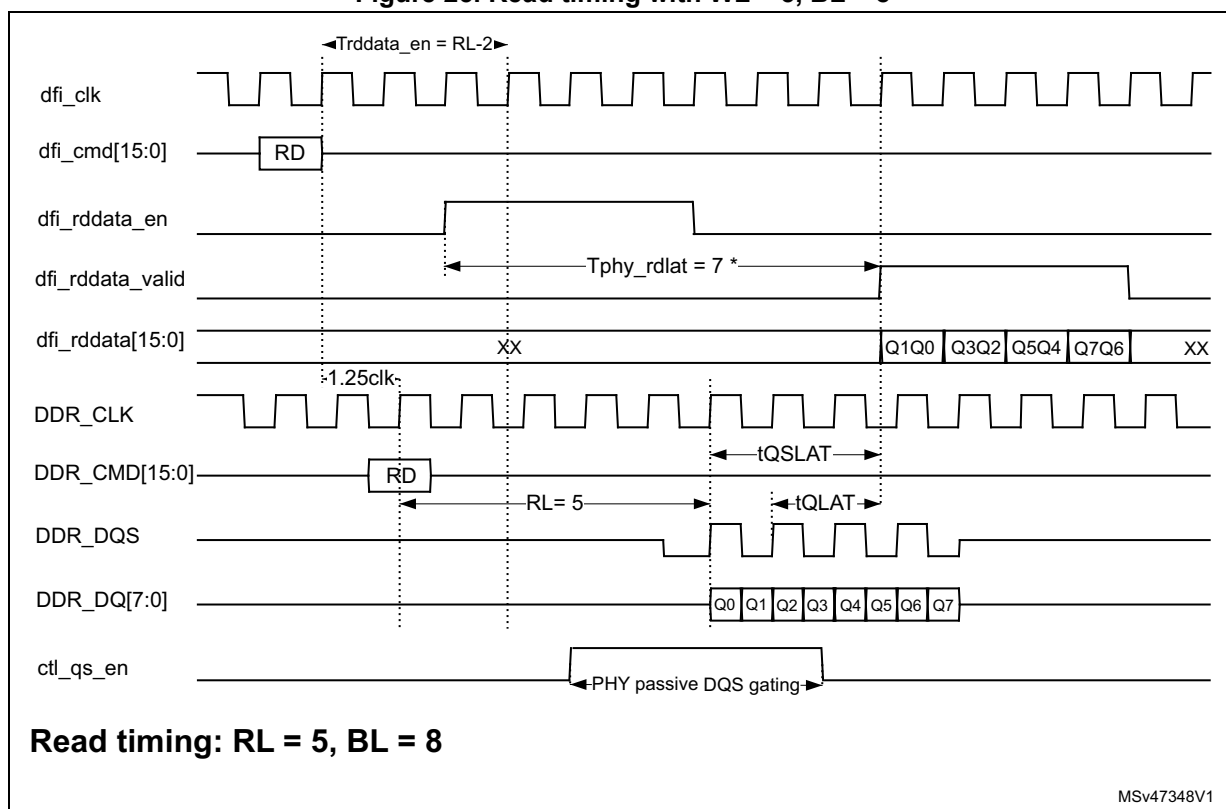 Trddata_en = RL-2
dfi_clk
dfi_cmd[15:0]
RD
dfi_rddata_en
Tphy_rdlat = 7 *
dfi_rddata_valid
dfi_rddata[15:0]
XX
Q1Q0 Q3Q2 Q5Q4 Q7Q6 XX
1.25clk
DDR_CLK
tQSLAT
DDR_CMD[15:0]
RD
RL= 5
tQLAT
DDR_DQS
DDR_DQ[7:0]
Q0 Q1 Q2 Q3 Q4 Q5 Q6 Q7
ctl_qs_en
PHY passive DQS gating
Read timing: RL = 5, BL = 8
MSv47348V1